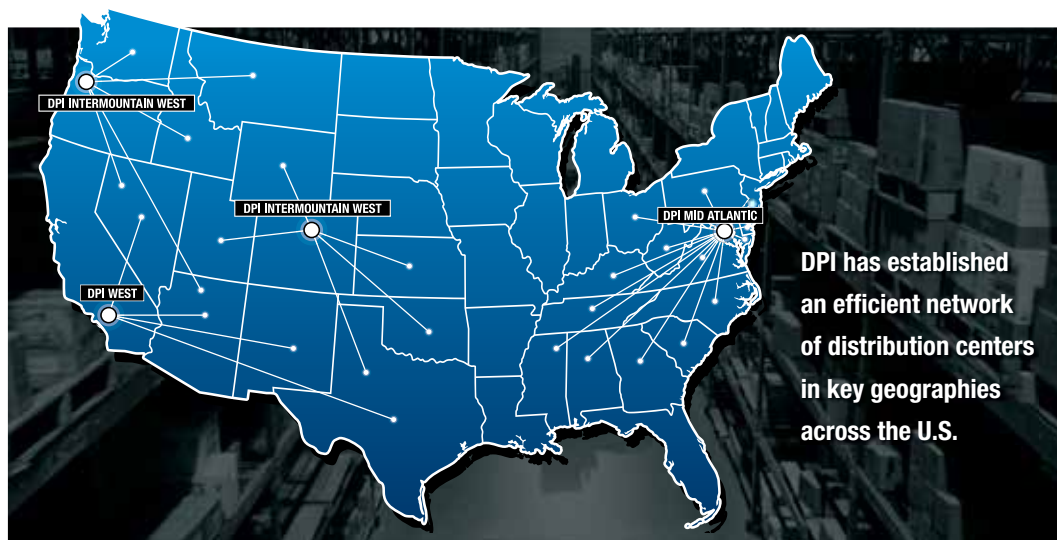 DPI INTERMOUNTAIN WEST
DPI INTERMOUNTAIN WEST
DPI MID ATLANTIC
DPI WEST
DPI has established
an efficient network
of distribution centers
in key geographies
across the U.S.